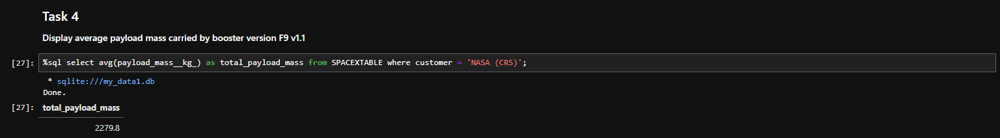 Task 4
Display average payload mass carried by booster version F9 v1.1
[27]: %sql select avg(payload_mass__kg_) as total_payload_mass from SPACEXTABLE where customer = 'NASA (CRS)';
* sqlite:///my_data1.db
Done.
[27]: total_payload_mass
2279.8